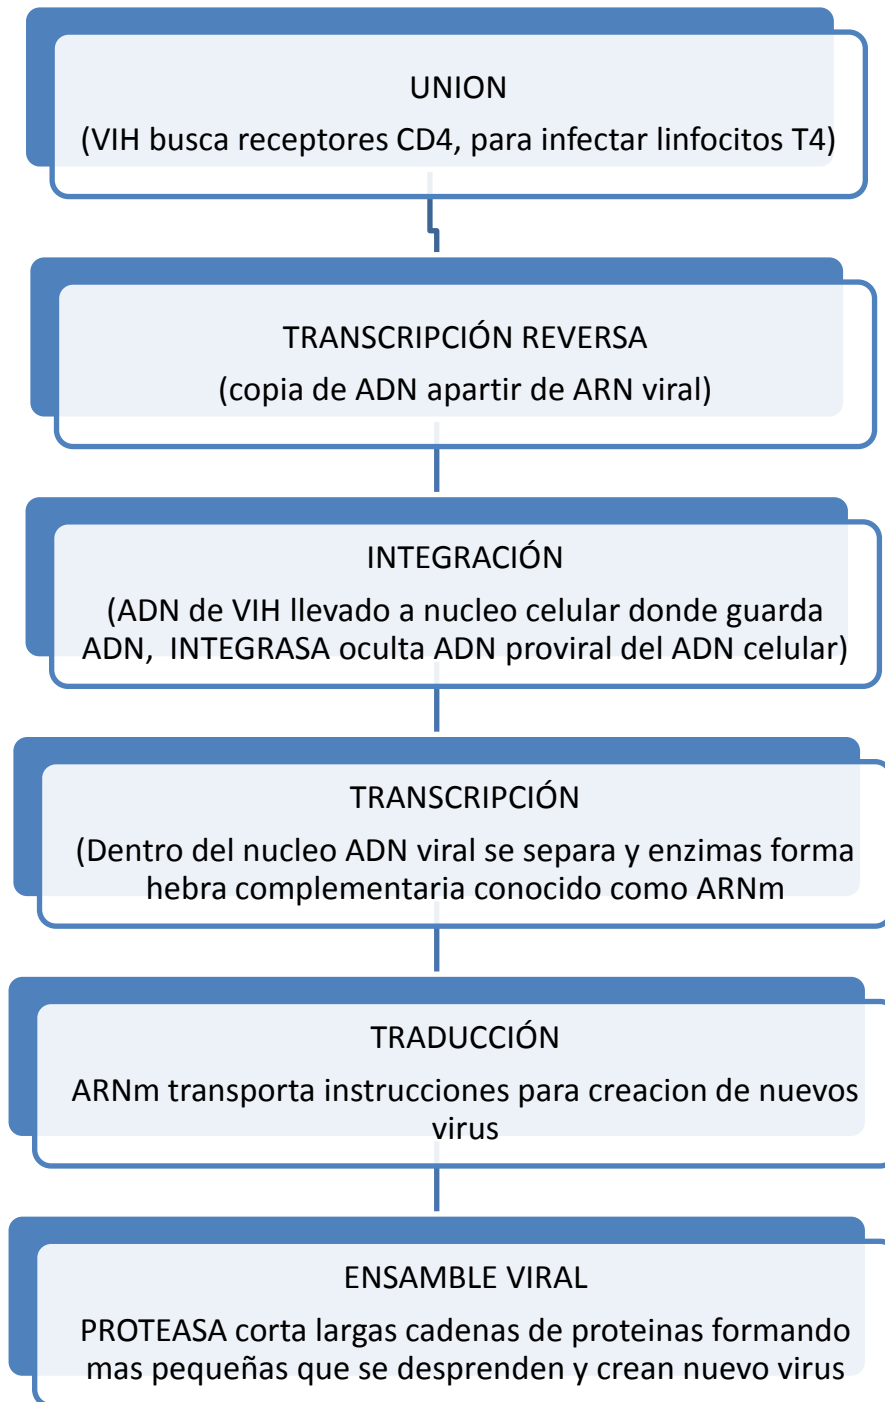 UNION
(VIH busca receptores CD4, para infectar linfocitos T4)
TRANSCRIPCIÓN REVERSA
(copia de ADN apartir de ARN viral)
INTEGRACIÓN
(ADN de VIH llevado a nucleo celular donde guarda
ADN,  INTEGRASA oculta ADN proviral del ADN celular)
TRANSCRIPCIÓN
(Dentro del nucleo ADN viral se separa y enzimas forma
hebra complementaria conocido como ARNm
TRADUCCIÓN
ARNm transporta instrucciones para creacion de nuevos
virus
ENSAMBLE VIRAL
PROTEASA corta largas cadenas de proteinas formando
mas pequeñas que se desprenden y crean nuevo virus